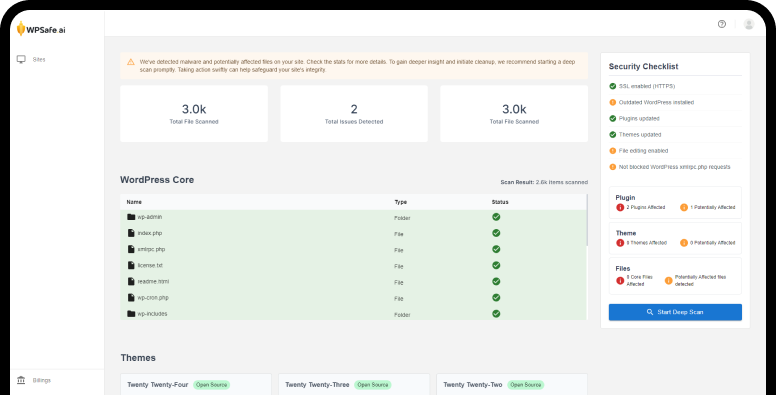 WPSafe.ai
Sites
We've detected malware and potentially affected files on your site. Check the stats for more details. To gain deeper insight and initiate cleanup, we recommend starting a deep
scan promptly. Taking action swiftly can help safeguard your site's integrity.
3.0k
Total File Scanned
2
Total Issues Detected
3.0k
Total File Scanned
WordPress Core
Scan Result: 2.6k items scanned
Name Type Status
wp-admin Folder
index.php File
xmlrpc.php File
license.txt File
readme.html File
wp-cron.php File
wp-includes Folder
Themes
Twenty Twenty-Four Open Source
Twenty Twenty-Three Open Source
Twenty Twenty-Two Open Source
Security Checklist
SSL enabled (HTTPS)
Outdated WordPress installed
Plugins updated
Themes updated
File editing enabled
Not blocked WordPress xmlrpc.php requests
Plugin
2 Plugins Affected 1 Potentially Affected
Theme
0 Themes Affected 0 Potentially Affected
Files
0 Core Files
Affected
Potentially Affected files
detected
Start Deep Scan
Billings